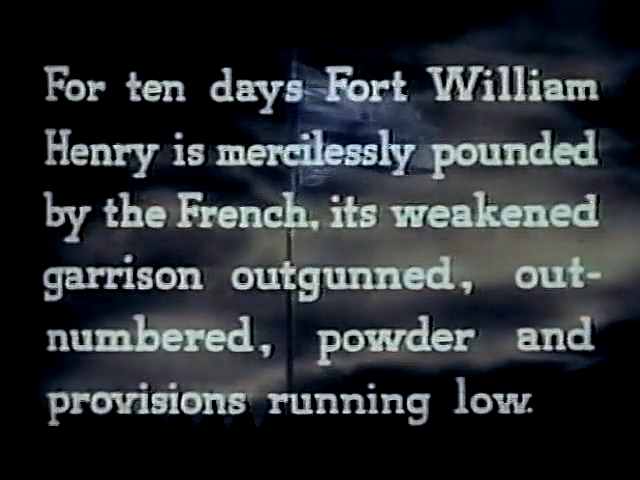 For ten days Fort William
Henry is mercilessly pounded
by the French, its weakened
garrison outgunned, out-
numbered, powder and
provisions running low.